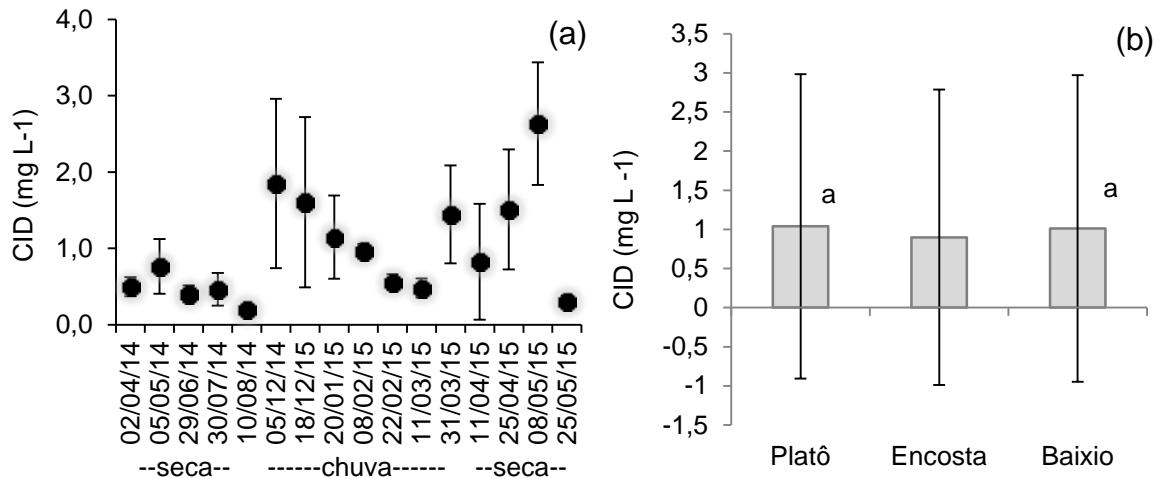 (a)
CID (mg L-1)
4,0
3,0
2,0
1,0
0,0
02/04/14
05/05/14
29/06/14
30/07/14
10/08/14
05/12/14
18/12/15
20/01/15
08/02/15
22/02/15
11/03/15
31/03/15
11/04/15
25/04/15
08/05/15
25/05/15
--seca--
------chuva------
--seca--
(b)
CID (mg L -1)
3,5
3
2,5
2
1,5
1
0,5
0
-0,5
-1
-1,5
a
a
Platô
Encosta
Baixio